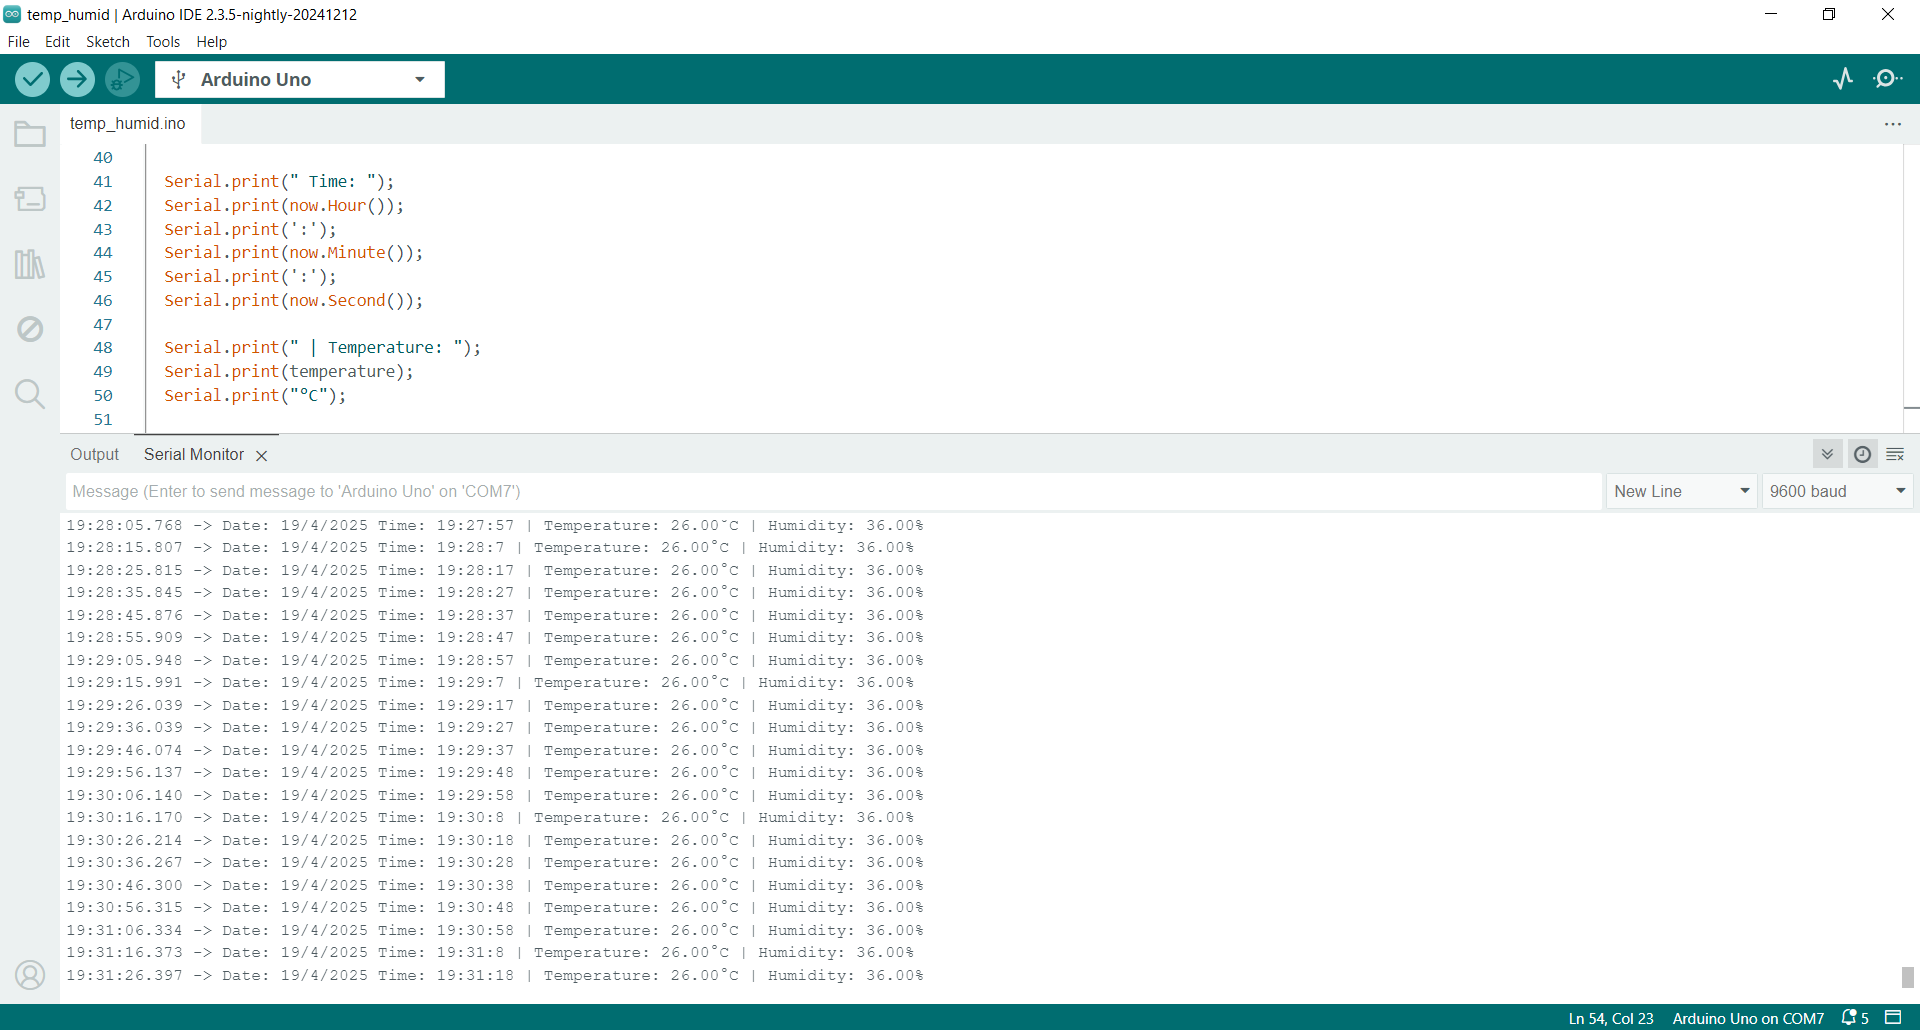 temp_humid | Arduino IDE 2.3.5-nightly-20241212
File Edit Sketch Tools Help
Arduino Uno
temp_humid.ino
40
41 Serial.print(" Time: ");
42 Serial.print(now.Hour());
43 Serial.print(':');
44 Serial.print(now.Minute());
45 Serial.print(':');
46 Serial.print(now.Second());
47
48 Serial.print(" | Temperature: ");
49 Serial.print(temperature);
50 Serial.print("°C");
51
Output Serial Monitor
Message (Enter to send message to 'Arduino Uno' on 'COM7') New Line 9600 baud
19:28:05.768 -> Date: 19/4/2025 Time: 19:27:57 | Temperature: 26.00°C | Humidity: 36.00%
19:28:15.807 -> Date: 19/4/2025 Time: 19:28:7 | Temperature: 26.00°C | Humidity: 36.00%
19:28:25.815 -> Date: 19/4/2025 Time: 19:28:17 | Temperature: 26.00°C | Humidity: 36.00%
19:28:35.845 -> Date: 19/4/2025 Time: 19:28:27 | Temperature: 26.00°C | Humidity: 36.00%
19:28:45.876 -> Date: 19/4/2025 Time: 19:28:37 | Temperature: 26.00°C | Humidity: 36.00%
19:28:55.909 -> Date: 19/4/2025 Time: 19:28:47 | Temperature: 26.00°C | Humidity: 36.00%
19:29:05.948 -> Date: 19/4/2025 Time: 19:28:57 | Temperature: 26.00°C | Humidity: 36.00%
19:29:15.991 -> Date: 19/4/2025 Time: 19:29:7 | Temperature: 26.00°C | Humidity: 36.00%
19:29:26.039 -> Date: 19/4/2025 Time: 19:29:17 | Temperature: 26.00°C | Humidity: 36.00%
19:29:36.039 -> Date: 19/4/2025 Time: 19:29:27 | Temperature: 26.00°C | Humidity: 36.00%
19:29:46.074 -> Date: 19/4/2025 Time: 19:29:37 | Temperature: 26.00°C | Humidity: 36.00%
19:29:56.137 -> Date: 19/4/2025 Time: 19:29:48 | Temperature: 26.00°C | Humidity: 36.00%
19:30:06.140 -> Date: 19/4/2025 Time: 19:29:58 | Temperature: 26.00°C | Humidity: 36.00%
19:30:16.170 -> Date: 19/4/2025 Time: 19:30:8 | Temperature: 26.00°C | Humidity: 36.00%
19:30:26.214 -> Date: 19/4/2025 Time: 19:30:18 | Temperature: 26.00°C | Humidity: 36.00%
19:30:36.267 -> Date: 19/4/2025 Time: 19:30:28 | Temperature: 26.00°C | Humidity: 36.00%
19:30:46.300 -> Date: 19/4/2025 Time: 19:30:38 | Temperature: 26.00°C | Humidity: 36.00%
19:30:56.315 -> Date: 19/4/2025 Time: 19:30:48 | Temperature: 26.00°C | Humidity: 36.00%
19:31:06.334 -> Date: 19/4/2025 Time: 19:30:58 | Temperature: 26.00°C | Humidity: 36.00%
19:31:16.373 -> Date: 19/4/2025 Time: 19:31:8 | Temperature: 26.00°C | Humidity: 36.00%
19:31:26.397 -> Date: 19/4/2025 Time: 19:31:18 | Temperature: 26.00°C | Humidity: 36.00%
Ln 54, Col 23 Arduino Uno on COM7 5